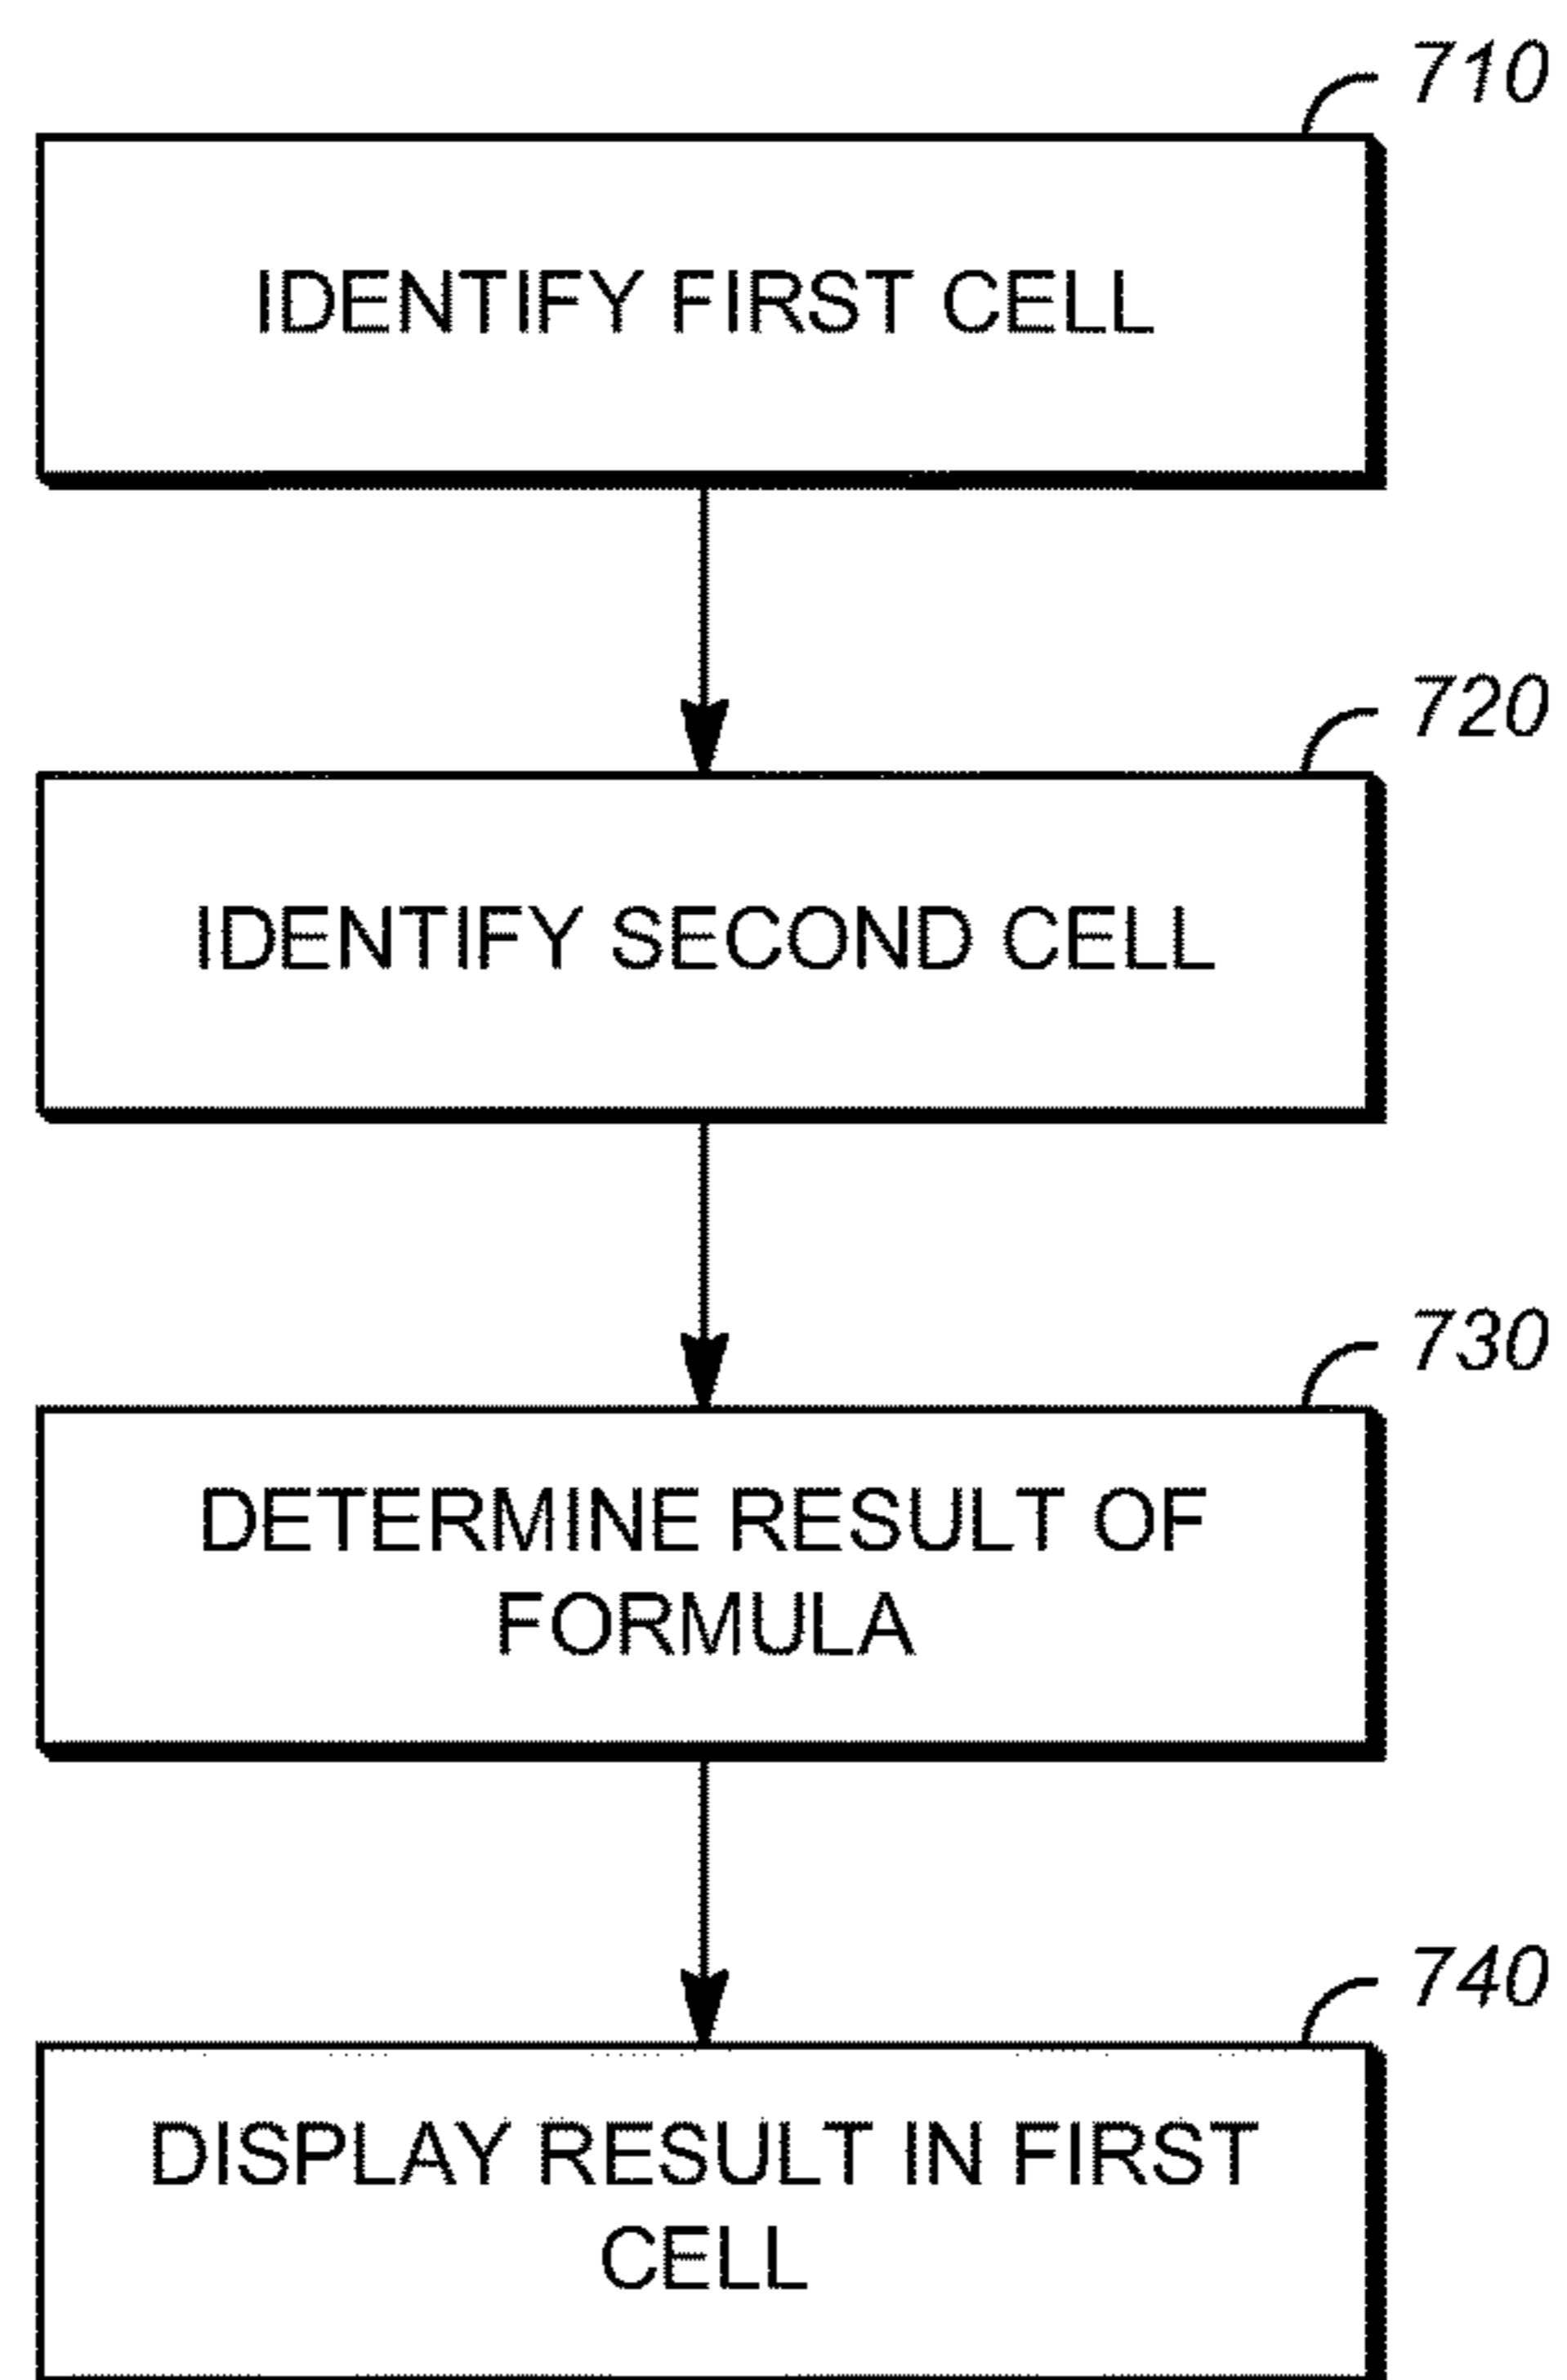 710
IDENTIFY FIRST CELL
720
IDENTIFY SECOND CELL
730
DETERMINE RESULT OF
FORMULA
740
DISPLAY RESULT IN FIRST
CELL